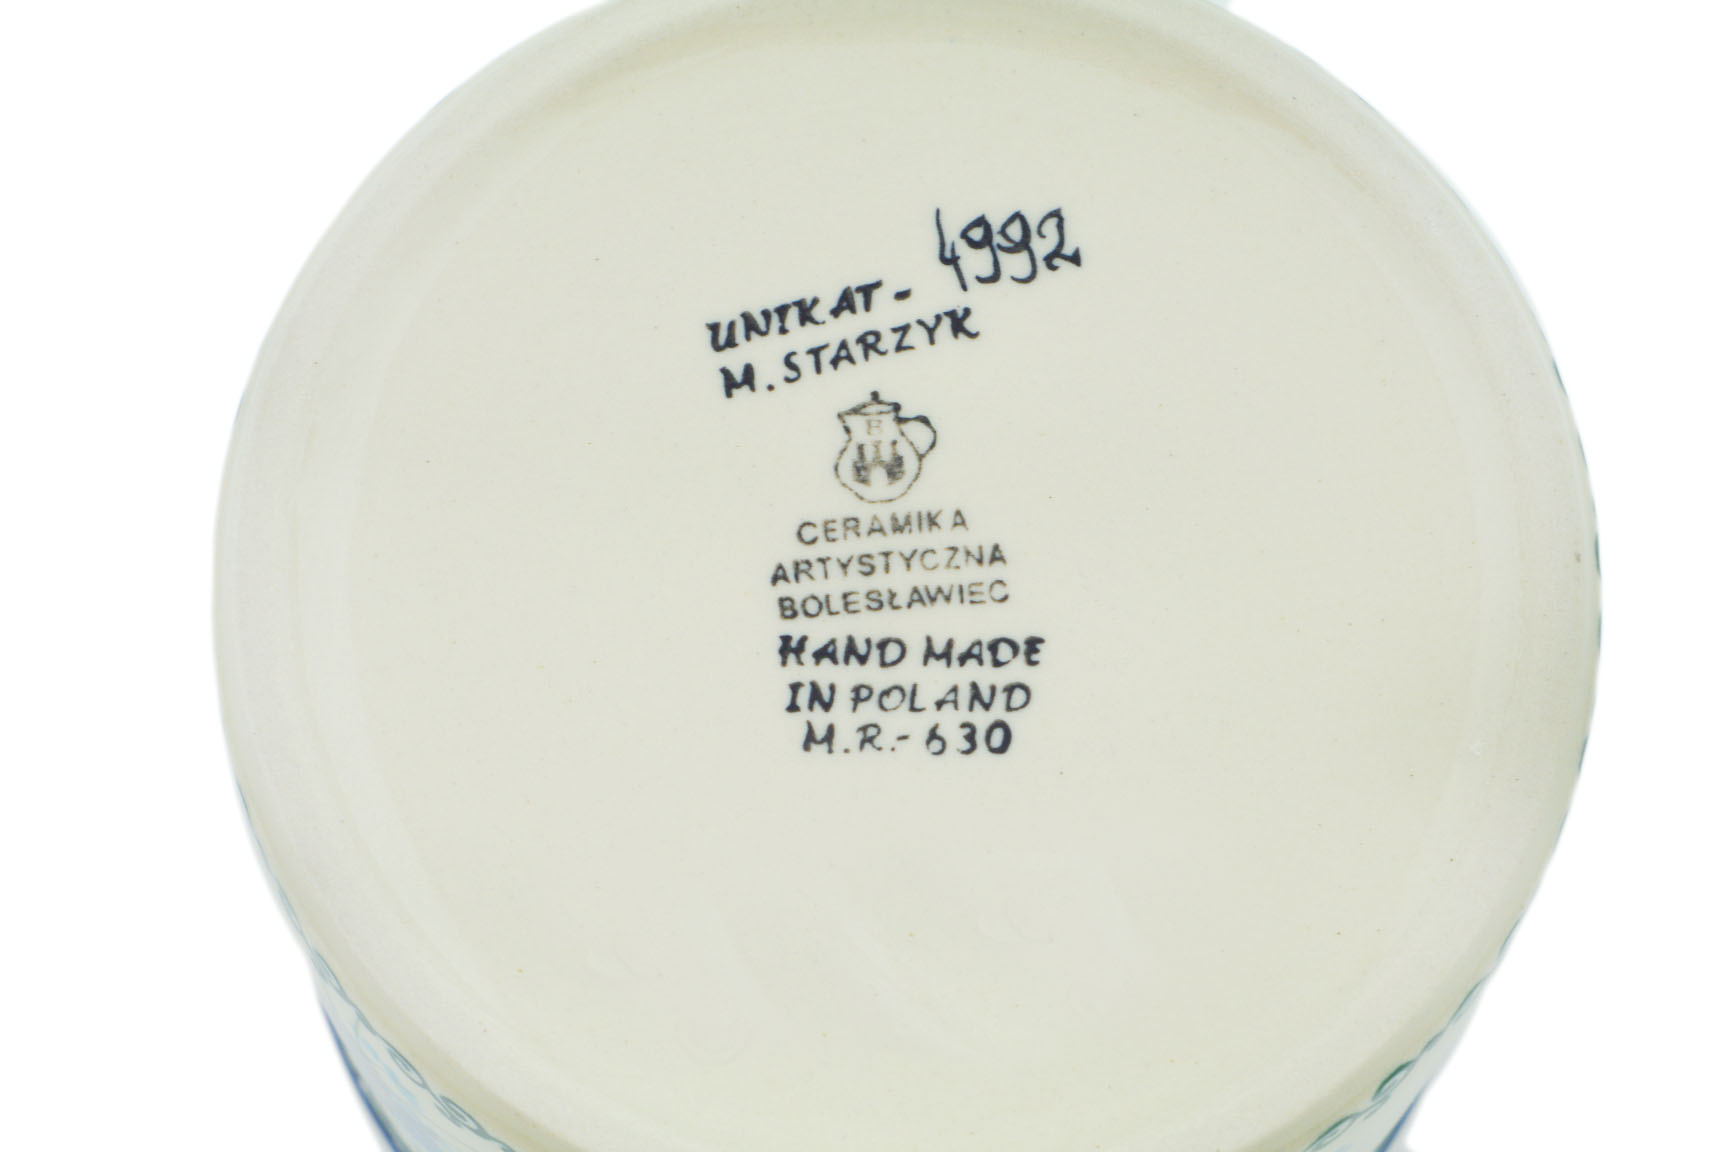 UNIKAT - 4992
M. STARZYK
B
CERAMIKA
ARTYSTYCZNA
BOLESŁAWIEC
HAND MADE
IN POLAND
M.R.- 630